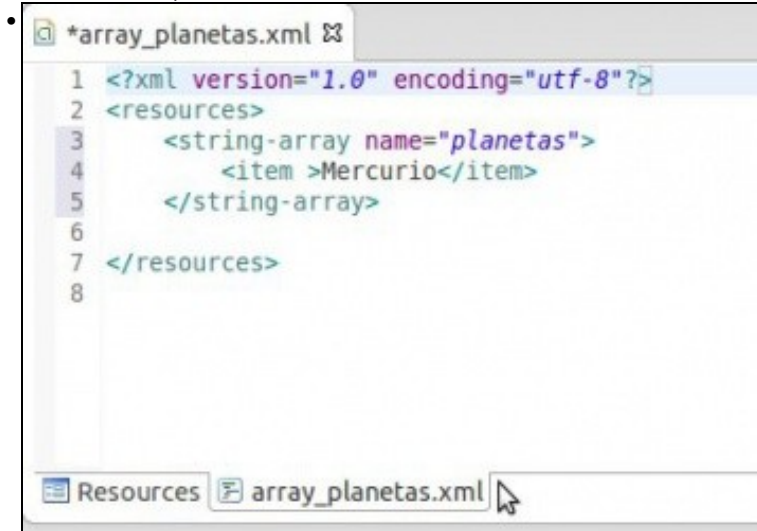 *array_planetas.xml
1 <?xml version="1.0" encoding="utf-8"?>
2 <resources>
3     <string-array name="planetas">
4         <item >Mercurio</item>
5     </string-array>
6
7 </resources>
8
Resources array_planetas.xml